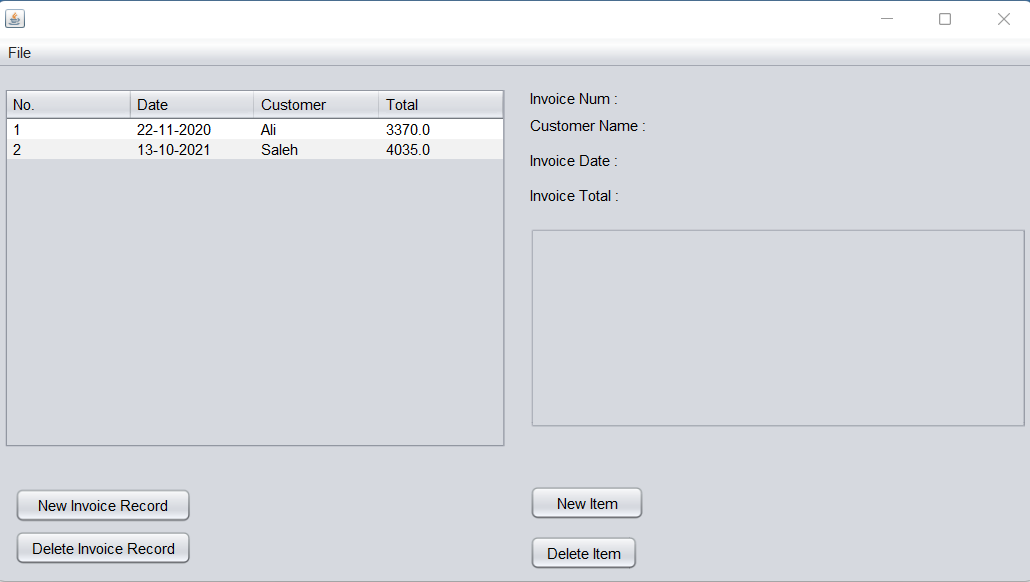 File
No. Date Customer Total
1 22-11-2020 Ali 3370.0
2 13-10-2021 Saleh 4035.0
Invoice Num :
Customer Name :
Invoice Date :
Invoice Total :
New Invoice Record
Delete Invoice Record
New Item
Delete Item